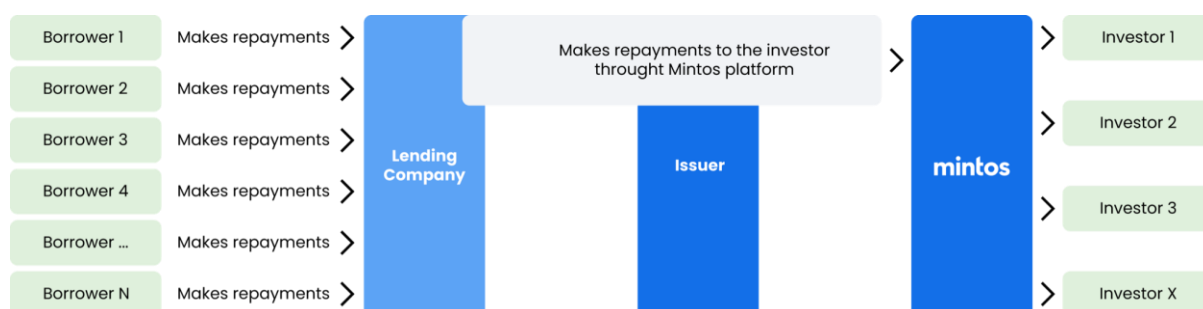 Borrower 1 Makes repayments
Borrower 2 Makes repayments
Borrower 3 Makes repayments
Borrower 4 Makes repayments
Borrower ... Makes repayments
Borrower N Makes repayments
Lending
Company
Makes repayments to the investor
throught Mintos platform
Issuer
mintos
Investor 1
Investor 2
Investor 3
Investor X